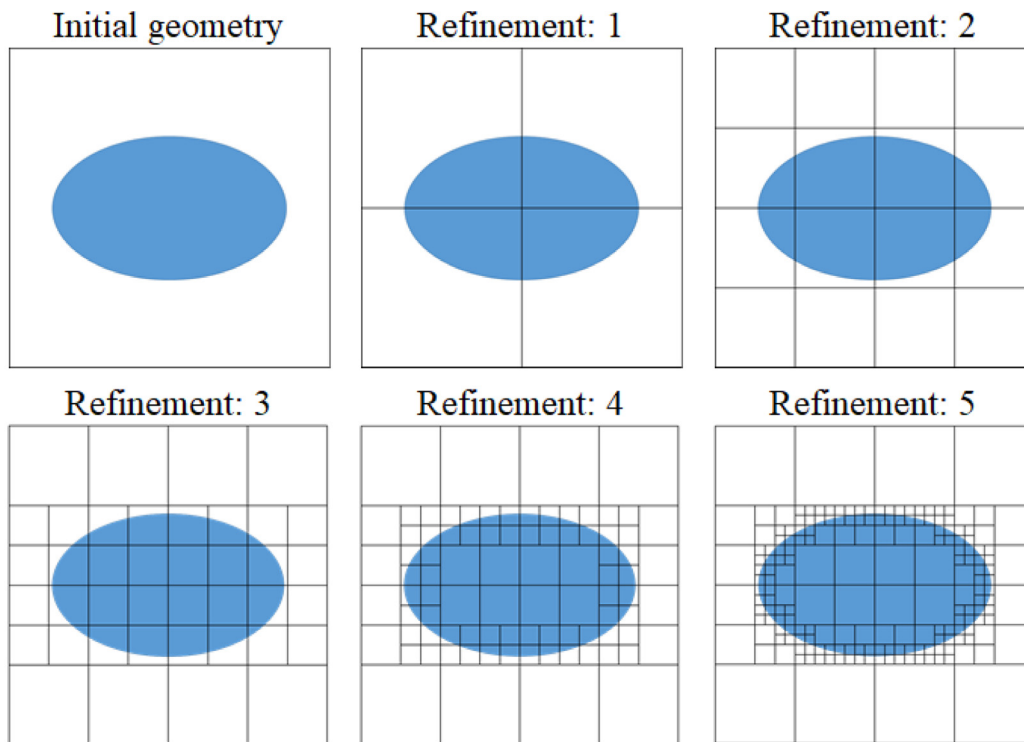 Initial geometry
Refinement: 1
Refinement: 2
Refinement: 3
Refinement: 4
Refinement: 5